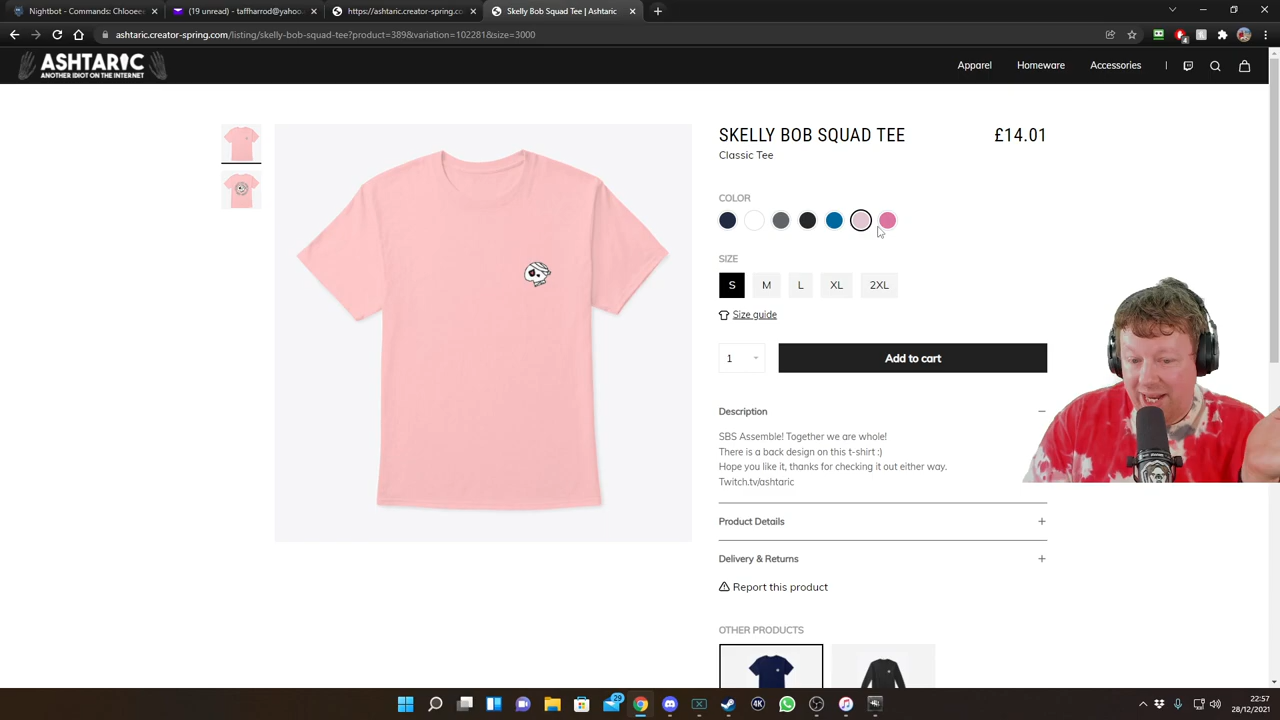 Nightbot - Commands: Chlooee
(19 unread) - taffharrod@yahoo
https://ashtaric.creator-spring.co
Skelly Bob Squad Tee | Ashtaric
ashtaric.creator-spring.com/listing/skelly-bob-squad-tee?product=389&variation=102281&size=3000
ASHTARIC
ANOTHER IDIOT ON THE INTERNET
Apparel
Homeware
Accessories
SKELLY BOB SQUAD TEE
£14.01
Classic Tee
COLOR
SIZE
S
M
L
XL
2XL
Size guide
1
Add to cart
Description
SBS Assemble! Together we are whole!
There is a back design on this t-shirt :)
Hope you like it, thanks for checking it out either way.
Twitch.tv/ashtaric
Product Details
Delivery & Returns
Report this product
OTHER PRODUCTS
29
4K
22:57
28/12/2021